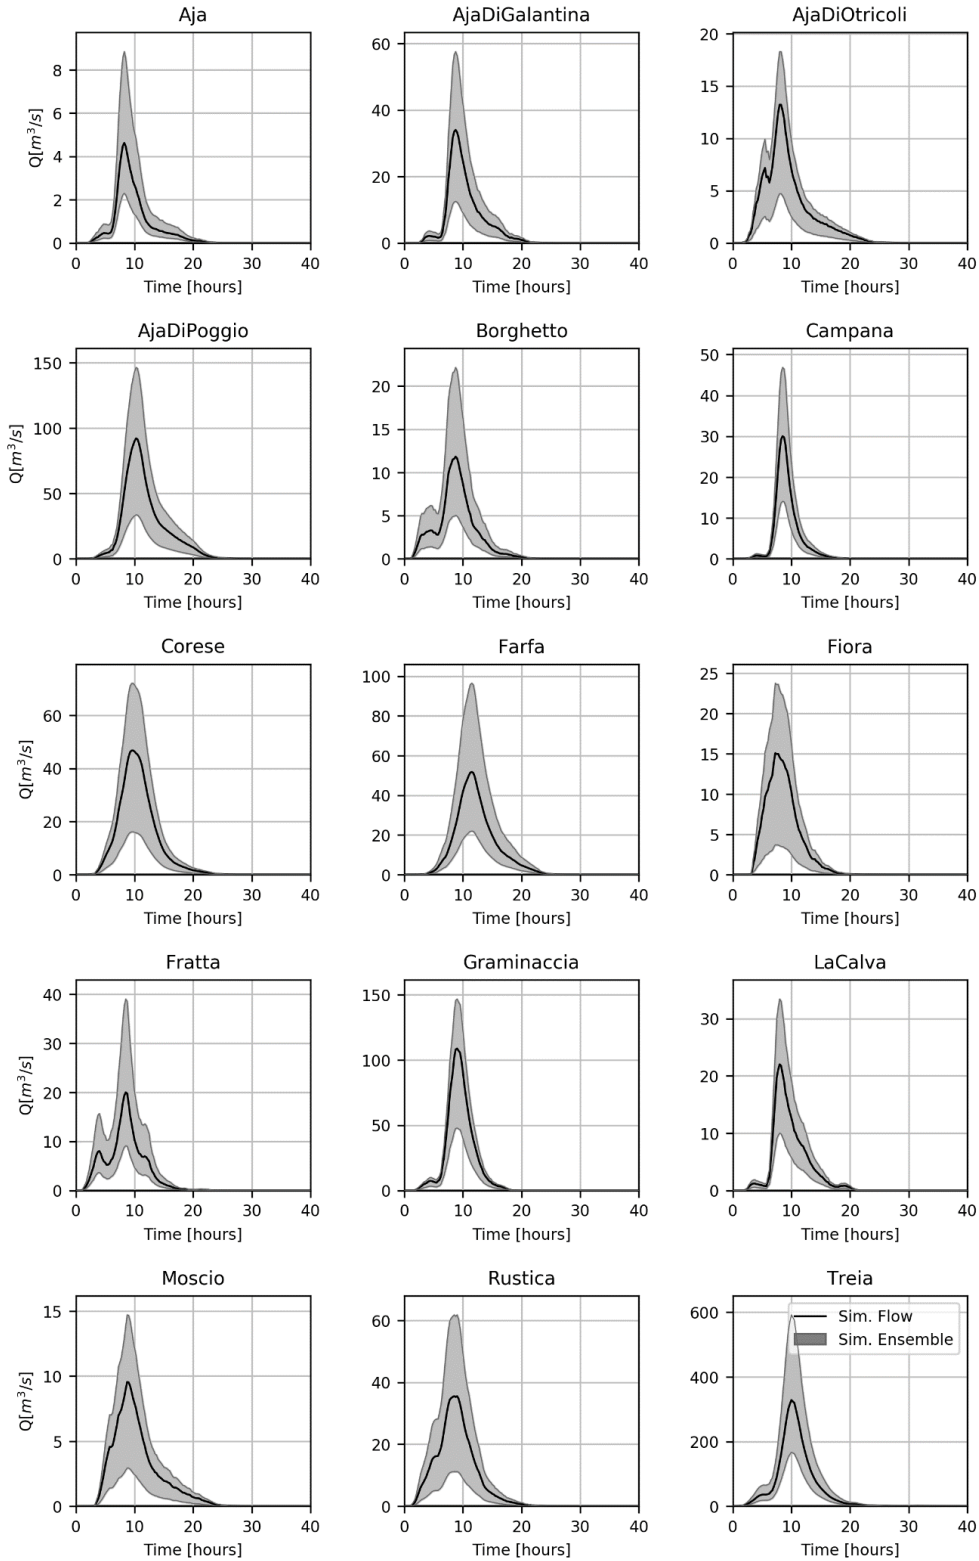 Aja
AjaDiGalantina
AjaDiOtricoli
Q[m³/s]
8
6
4
2
0
60
40
20
0
20
15
10
5
0
0 10 20 30 40
0 10 20 30 40
0 10 20 30 40
Time [hours]
Time [hours]
Time [hours]
AjaDiPoggio
Borghetto
Campana
Q[m³/s]
150
100
50
0
20
15
10
5
0
50
40
30
20
10
0
0 10 20 30 40
0 10 20 30 40
0 10 20 30 40
Time [hours]
Time [hours]
Time [hours]
Corese
Farfa
Fiora
Q[m³/s]
60
40
20
0
100
80
60
40
20
0
25
20
15
10
5
0
0 10 20 30 40
0 10 20 30 40
0 10 20 30 40
Time [hours]
Time [hours]
Time [hours]
Fratta
Graminaccia
LaCalva
Q[m³/s]
40
30
20
10
0
150
100
50
0
30
20
10
0
0 10 20 30 40
0 10 20 30 40
0 10 20 30 40
Time [hours]
Time [hours]
Time [hours]
Moscio
Rustica
Treia
Q[m³/s]
15
10
5
0
60
40
20
0
600
400
200
0
Sim. Flow
Sim. Ensemble
0 10 20 30 40
0 10 20 30 40
0 10 20 30 40
Time [hours]
Time [hours]
Time [hours]